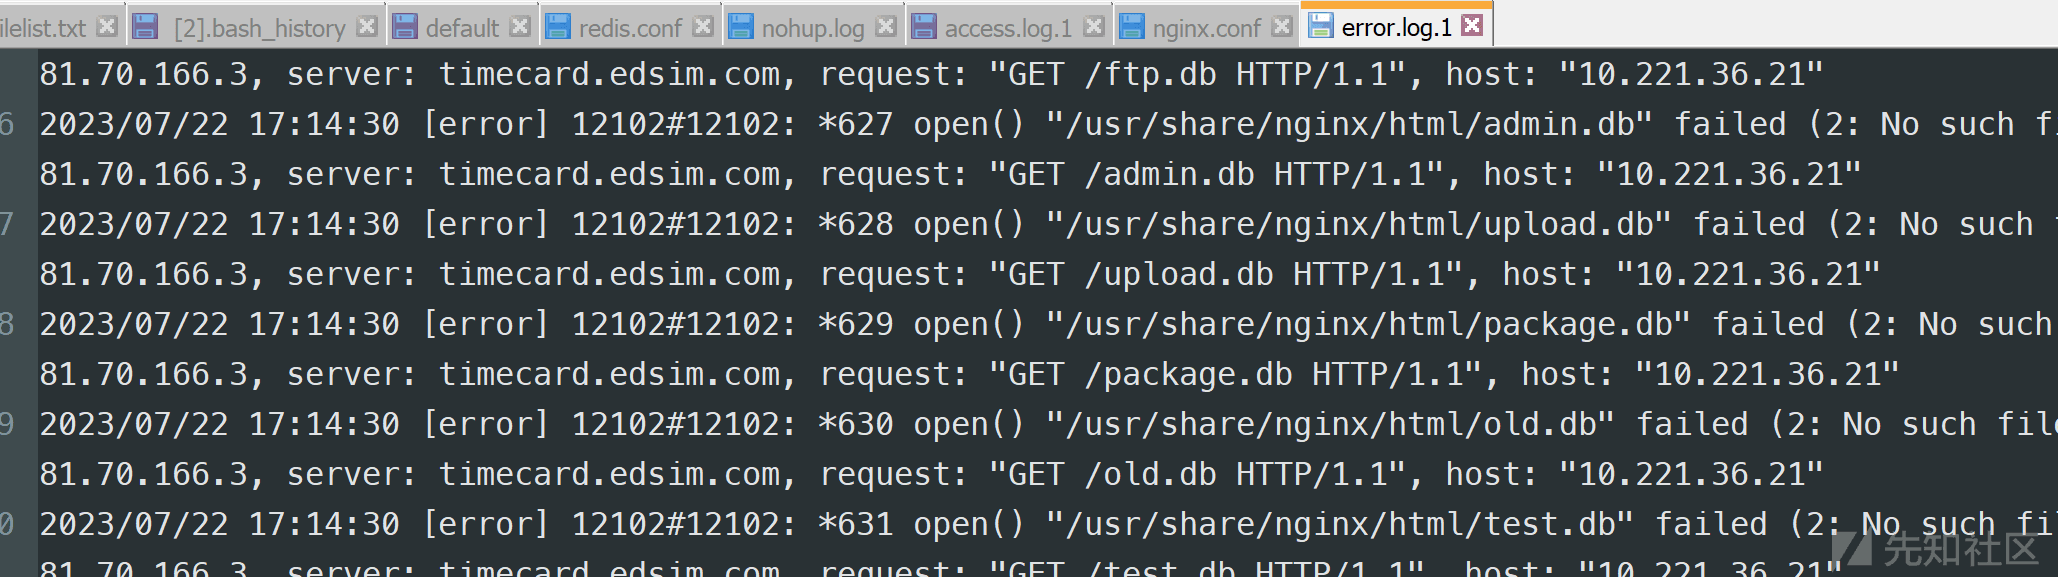 ilelist.txt [2].bash_history default redis.conf nohup.log access.log.1 nginx.conf error.log.1
81.70.166.3, server: timecard.edsim.com, request: "GET /ftp.db HTTP/1.1", host: "10.221.36.21"
6 2023/07/22 17:14:30 [error] 12102#12102: *627 open() "/usr/share/nginx/html/admin.db" failed (2: No such fi
81.70.166.3, server: timecard.edsim.com, request: "GET /admin.db HTTP/1.1", host: "10.221.36.21"
7 2023/07/22 17:14:30 [error] 12102#12102: *628 open() "/usr/share/nginx/html/upload.db" failed (2: No such f
81.70.166.3, server: timecard.edsim.com, request: "GET /upload.db HTTP/1.1", host: "10.221.36.21"
8 2023/07/22 17:14:30 [error] 12102#12102: *629 open() "/usr/share/nginx/html/package.db" failed (2: No such
81.70.166.3, server: timecard.edsim.com, request: "GET /package.db HTTP/1.1", host: "10.221.36.21"
9 2023/07/22 17:14:30 [error] 12102#12102: *630 open() "/usr/share/nginx/html/old.db" failed (2: No such file
81.70.166.3, server: timecard.edsim.com, request: "GET /old.db HTTP/1.1", host: "10.221.36.21"
0 2023/07/22 17:14:30 [error] 12102#12102: *631 open() "/usr/share/nginx/html/test.db" failed (2: No such fil
81.70.166.3, server: timecard.edsim.com, request: "GET /test.db HTTP/1.1", host: "10.221.36.21"
先知社区